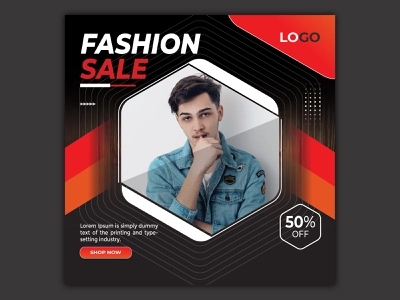 FASHION
SALE
LOGO
Lorem Ipsum is simply
dummy text of the
printing and type-
setting industry.
SHOP NOW
50%
OFF